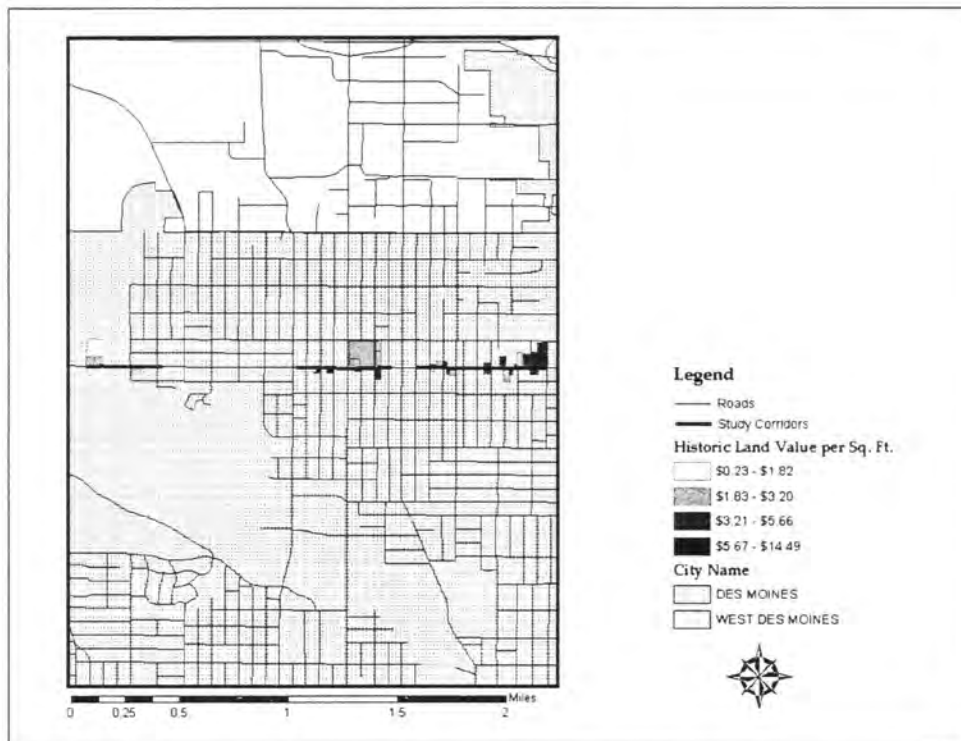 Legend
Roads
Study Corridors
Historic Land Value per Sq. Ft.
$0.23 - $1.82
$1.83 - $3.20
$3.21 - $5.66
$5.67 - $14.49
City Name
DES MOINES
WEST DES MOINES
Miles
0 0.25 0.5 1 1.5 2